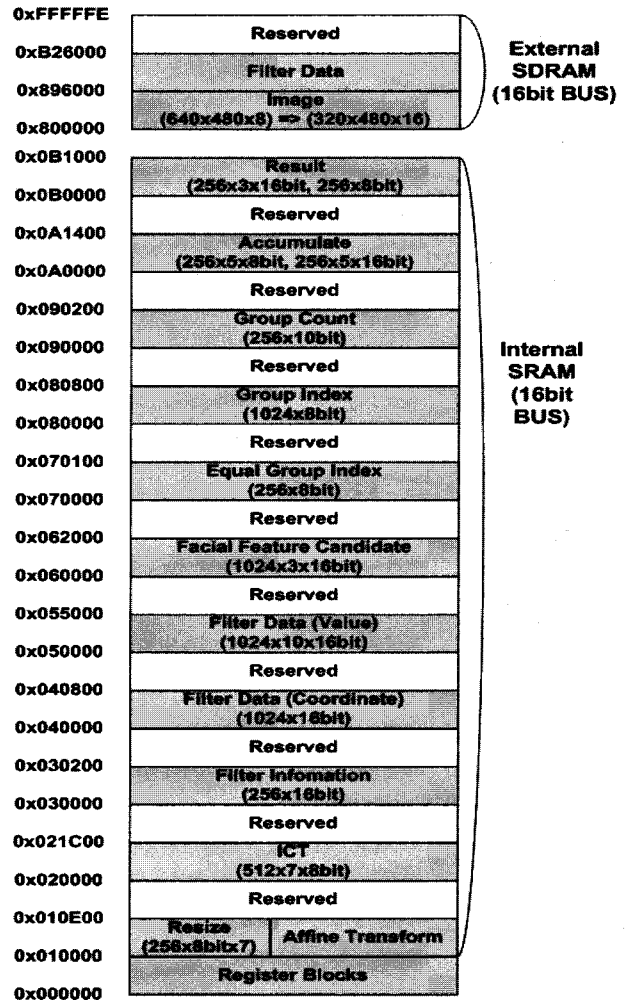 0xFFFFFE
Reserved
0xB26000
Filter Data
0x896000
Image
(640x480x8) => (320x480x16)
0x800000
External
SDRAM
(16bit BUS)
0x0B1000
Result
(256x3x16bit, 256x8bit)
0x0B0000
Reserved
0x0A1400
Accumulate
(256x5x8bit, 256x5x16bit)
0x0A0000
Reserved
0x090200
Group Count
(256x10bit)
0x090000
Reserved
0x080800
Group Index
(1024x8bit)
0x080000
Reserved
0x070100
Equal Group Index
(256x8bit)
0x070000
Reserved
0x062000
Facial Feature Candidate
(1024x3x16bit)
0x060000
Reserved
0x055000
Filter Data (Value)
(1024x10x16bit)
0x050000
Reserved
0x040800
Filter Data (Coordinate)
(1024x16bit)
0x040000
Reserved
0x030200
Filter Infomation
(256x16bit)
0x030000
Reserved
0x021C00
ICT
(512x7x8bit)
0x020000
Reserved
0x010E00
Resize
(256x8bitx7)
Affine Transform
0x010000
Register Blocks
0x000000
Internal
SRAM
(16bit
BUS)